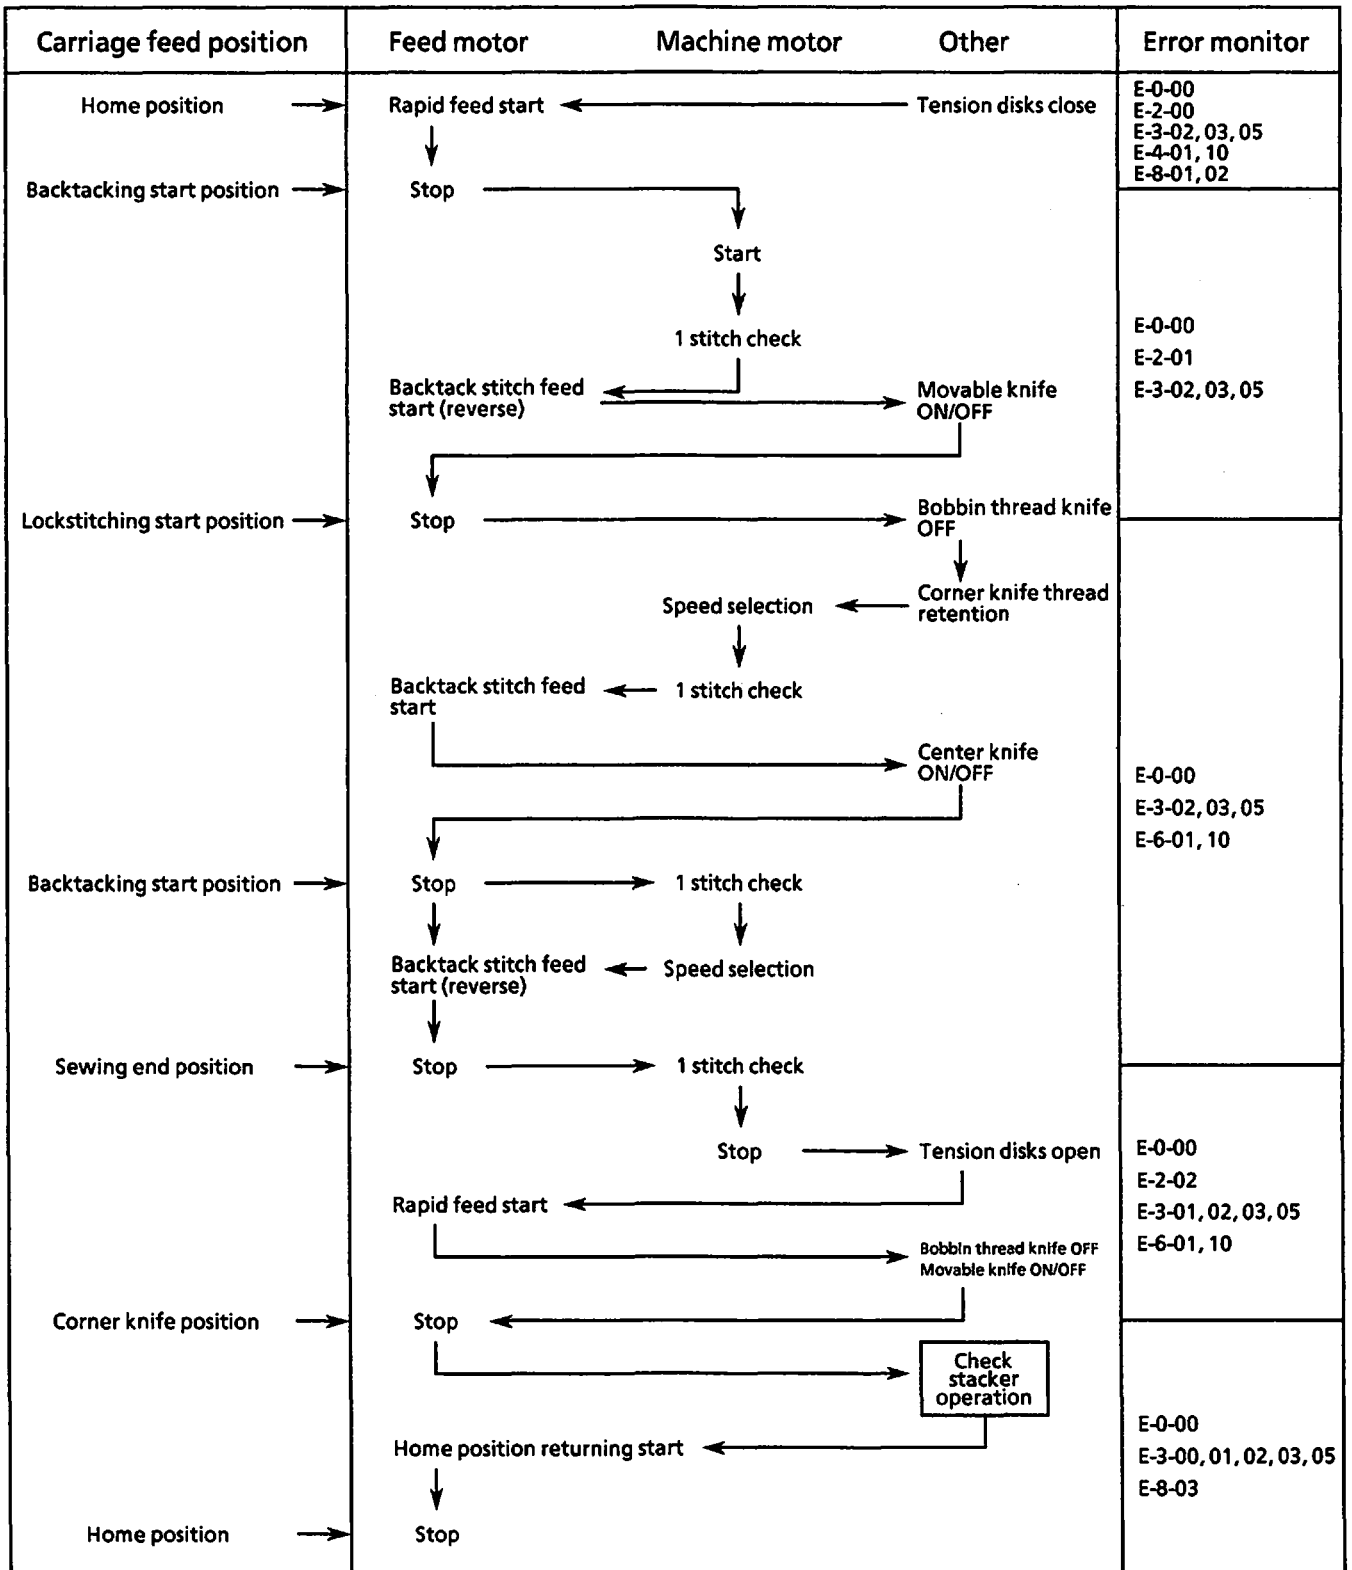 Carriage feed position
Feed motor
Machine motor
Other
Error monitor
Home position
Rapid feed start
Tension disks close
E-0-00
E-2-00
E-3-02, 03, 05
E-4-01, 10
E-8-01, 02
Backtacking start position
Stop
Start
1 stitch check
E-0-00
E-2-01
E-3-02, 03, 05
Backtack stitch feed
start (reverse)
Movable knife
ON/OFF
Lockstitching start position
Stop
Bobbin thread knife
OFF
Speed selection
Corner knife thread
retention
Backtack stitch feed
start
1 stitch check
Center knife
ON/OFF
E-0-00
E-3-02, 03, 05
E-6-01, 10
Backtacking start position
Stop
1 stitch check
Backtack stitch feed
start (reverse)
Speed selection
Sewing end position
Stop
1 stitch check
Stop
Tension disks open
E-0-00
E-2-02
E-3-01, 02, 03, 05
E-6-01, 10
Rapid feed start
Bobbin thread knife OFF
Movable knife ON/OFF
Corner knife position
Stop
Check
stacker
operation
E-0-00
E-3-00, 01, 02, 03, 05
E-8-03
Home position returning start
Home position
Stop